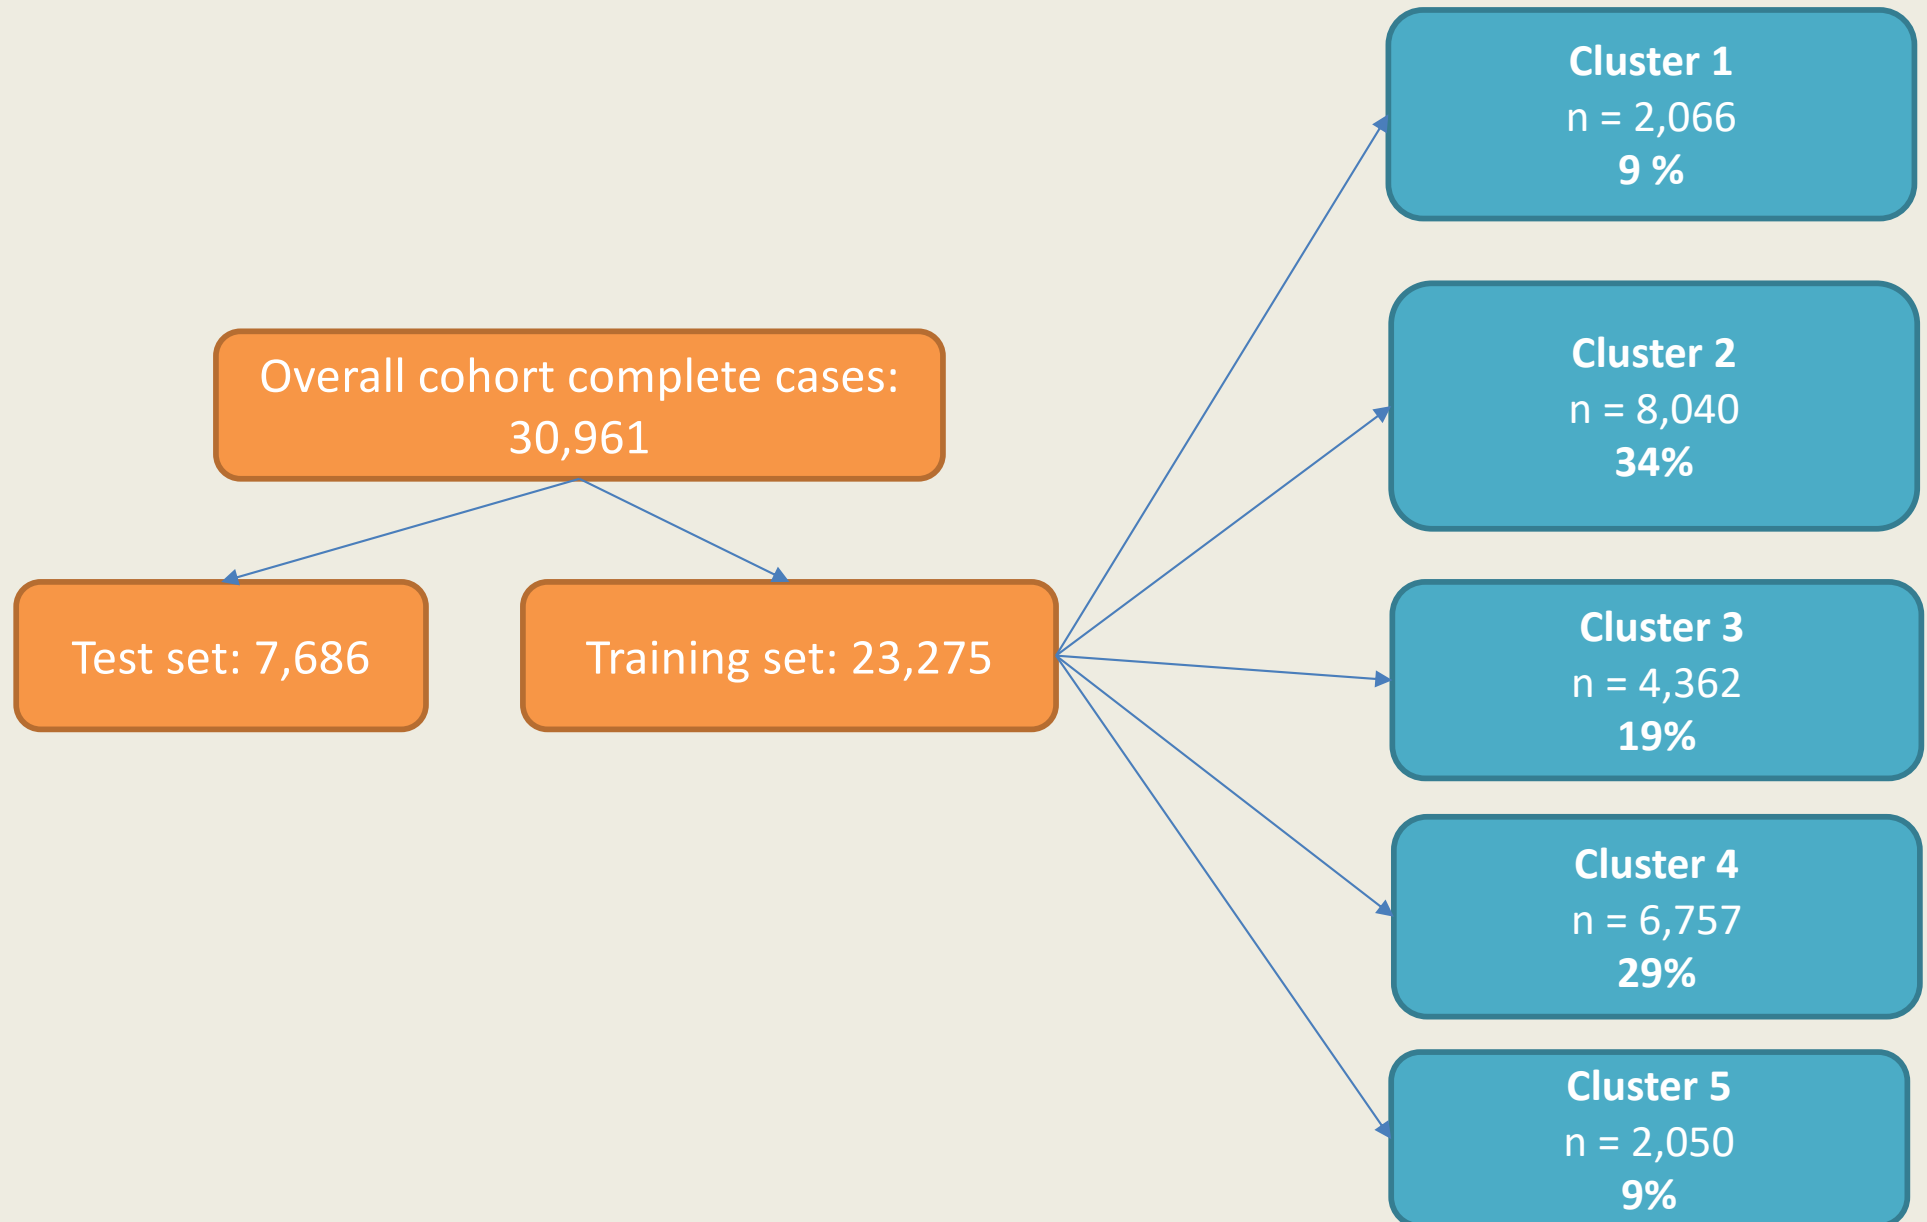 Overall cohort complete cases:
30,961
Test set: 7,686
Training set: 23,275
Cluster 1
n = 2,066
9 %
Cluster 2
n = 8,040
34%
Cluster 3
n = 4,362
19%
Cluster 4
n = 6,757
29%
Cluster 5
n = 2,050
9%